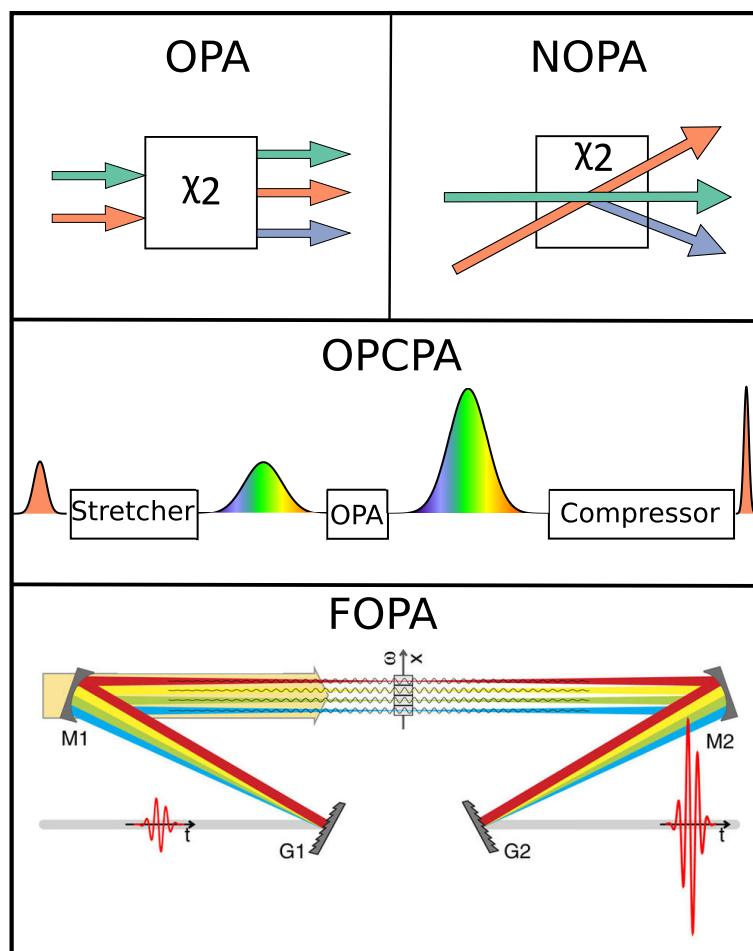 OPA
NOPA
χ2
χ2
OPCPA
Stretcher
OPA
Compressor
FOPA
ω x
M1
M2
t
G1
G2
t